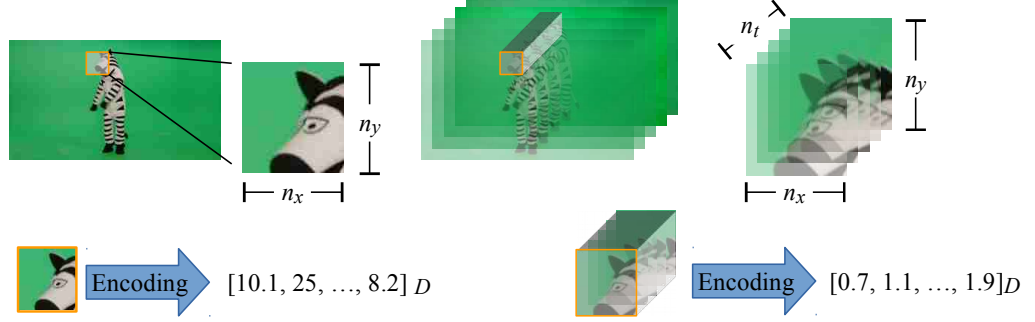 n_t
n_y
n_y
n_x
n_x
Encoding
[10.1, 25, …, 8.2] D
Encoding
[0.7, 1.1, …, 1.9]D